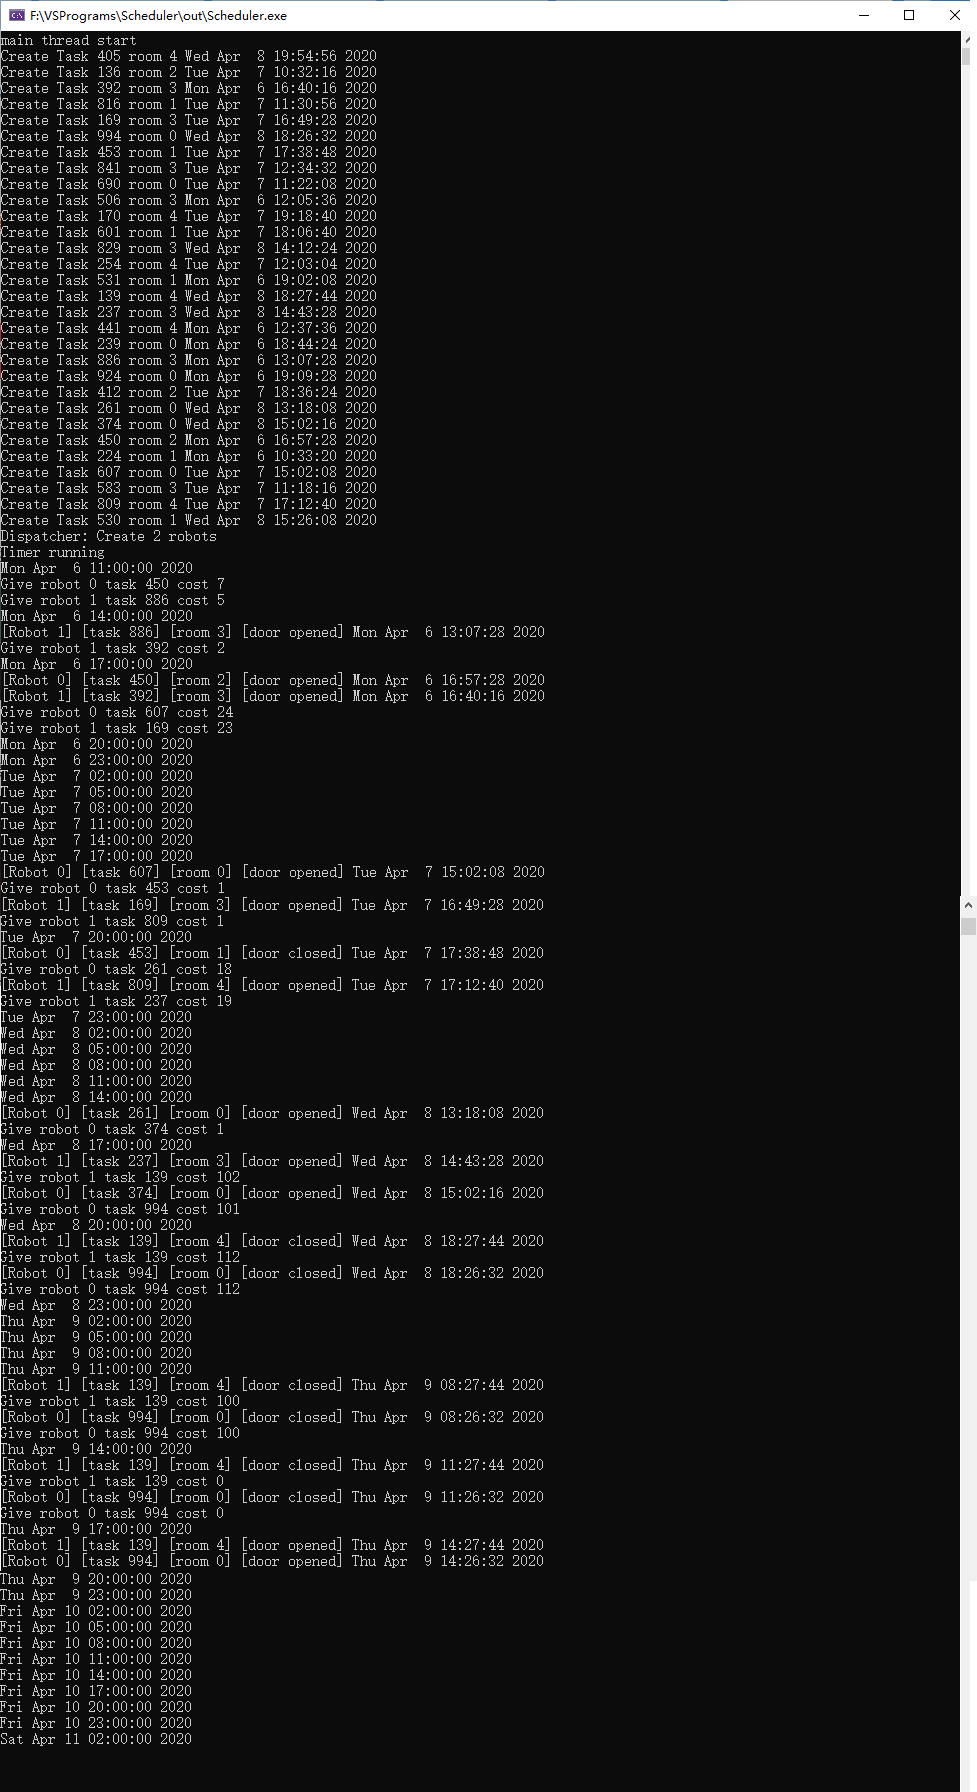 F:\VSPrograms\Scheduler\out\Scheduler.exe
main thread start
Create Task 405 room 4 Wed Apr  8 19:54:56 2020
Create Task 136 room 2 Tue Apr  7 10:32:16 2020
Create Task 392 room 3 Mon Apr  6 16:40:16 2020
Create Task 816 room 1 Tue Apr  7 11:30:56 2020
Create Task 169 room 3 Tue Apr  7 16:49:28 2020
Create Task 994 room 0 Wed Apr  8 18:26:32 2020
Create Task 453 room 1 Tue Apr  7 17:38:48 2020
Create Task 841 room 3 Tue Apr  7 12:34:32 2020
Create Task 690 room 0 Tue Apr  7 11:22:08 2020
Create Task 506 room 3 Mon Apr  6 12:05:36 2020
Create Task 170 room 4 Tue Apr  7 19:18:40 2020
Create Task 601 room 1 Tue Apr  7 18:06:40 2020
Create Task 829 room 3 Wed Apr  8 14:12:24 2020
Create Task 254 room 4 Tue Apr  7 12:03:04 2020
Create Task 531 room 1 Mon Apr  6 19:02:08 2020
Create Task 139 room 4 Wed Apr  8 18:27:44 2020
Create Task 237 room 3 Wed Apr  8 14:43:28 2020
Create Task 441 room 4 Mon Apr  6 12:37:36 2020
Create Task 239 room 0 Mon Apr  6 18:44:24 2020
Create Task 886 room 3 Mon Apr  6 13:07:28 2020
Create Task 924 room 0 Mon Apr  6 19:09:28 2020
Create Task 412 room 2 Tue Apr  7 18:36:24 2020
Create Task 261 room 0 Wed Apr  8 13:18:08 2020
Create Task 374 room 0 Wed Apr  8 15:02:16 2020
Create Task 450 room 2 Mon Apr  6 16:57:28 2020
Create Task 224 room 1 Mon Apr  6 10:33:20 2020
Create Task 607 room 0 Tue Apr  7 15:02:08 2020
Create Task 583 room 3 Tue Apr  7 11:18:16 2020
Create Task 809 room 4 Tue Apr  7 17:12:40 2020
Create Task 530 room 1 Wed Apr  8 15:26:08 2020
Dispatcher: Create 2 robots
Timer running
Mon Apr  6 11:00:00 2020
Give robot 0 task 450 cost 7
Give robot 1 task 886 cost 5
Mon Apr  6 14:00:00 2020
[Robot 1] [task 886] [room 3] [door opened] Mon Apr  6 13:07:28 2020
Give robot 1 task 392 cost 2
Mon Apr  6 17:00:00 2020
[Robot 0] [task 450] [room 2] [door opened] Mon Apr  6 16:57:28 2020
[Robot 1] [task 392] [room 3] [door opened] Mon Apr  6 16:40:16 2020
Give robot 0 task 607 cost 24
Give robot 1 task 169 cost 23
Mon Apr  6 20:00:00 2020
Mon Apr  6 23:00:00 2020
Tue Apr  7 02:00:00 2020
Tue Apr  7 05:00:00 2020
Tue Apr  7 08:00:00 2020
Tue Apr  7 11:00:00 2020
Tue Apr  7 14:00:00 2020
Tue Apr  7 17:00:00 2020
[Robot 0] [task 607] [room 0] [door opened] Tue Apr  7 15:02:08 2020
Give robot 0 task 453 cost 1
[Robot 1] [task 169] [room 3] [door opened] Tue Apr  7 16:49:28 2020
Give robot 1 task 809 cost 1
Tue Apr  7 20:00:00 2020
[Robot 0] [task 453] [room 1] [door closed] Tue Apr  7 17:38:48 2020
Give robot 0 task 261 cost 18
[Robot 1] [task 809] [room 4] [door opened] Tue Apr  7 17:12:40 2020
Give robot 1 task 237 cost 19
Tue Apr  7 23:00:00 2020
Wed Apr  8 02:00:00 2020
Wed Apr  8 05:00:00 2020
Wed Apr  8 08:00:00 2020
Wed Apr  8 11:00:00 2020
Wed Apr  8 14:00:00 2020
[Robot 0] [task 261] [room 0] [door opened] Wed Apr  8 13:18:08 2020
Give robot 0 task 374 cost 1
Wed Apr  8 17:00:00 2020
[Robot 1] [task 237] [room 3] [door opened] Wed Apr  8 14:43:28 2020
Give robot 1 task 139 cost 102
[Robot 0] [task 374] [room 0] [door opened] Wed Apr  8 15:02:16 2020
Give robot 0 task 994 cost 101
Wed Apr  8 20:00:00 2020
[Robot 1] [task 139] [room 4] [door closed] Wed Apr  8 18:27:44 2020
Give robot 1 task 139 cost 112
[Robot 0] [task 994] [room 0] [door closed] Wed Apr  8 18:26:32 2020
Give robot 0 task 994 cost 112
Wed Apr  8 23:00:00 2020
Thu Apr  9 02:00:00 2020
Thu Apr  9 05:00:00 2020
Thu Apr  9 08:00:00 2020
Thu Apr  9 11:00:00 2020
[Robot 1] [task 139] [room 4] [door closed] Thu Apr  9 08:27:44 2020
Give robot 1 task 139 cost 100
[Robot 0] [task 994] [room 0] [door closed] Thu Apr  9 08:26:32 2020
Give robot 0 task 994 cost 100
Thu Apr  9 14:00:00 2020
[Robot 1] [task 139] [room 4] [door closed] Thu Apr  9 11:27:44 2020
Give robot 1 task 139 cost 0
[Robot 0] [task 994] [room 0] [door closed] Thu Apr  9 11:26:32 2020
Give robot 0 task 994 cost 0
Thu Apr  9 17:00:00 2020
[Robot 1] [task 139] [room 4] [door opened] Thu Apr  9 14:27:44 2020
[Robot 0] [task 994] [room 0] [door opened] Thu Apr  9 14:26:32 2020
Thu Apr  9 20:00:00 2020
Thu Apr  9 23:00:00 2020
Fri Apr 10 02:00:00 2020
Fri Apr 10 05:00:00 2020
Fri Apr 10 08:00:00 2020
Fri Apr 10 11:00:00 2020
Fri Apr 10 14:00:00 2020
Fri Apr 10 17:00:00 2020
Fri Apr 10 20:00:00 2020
Fri Apr 10 23:00:00 2020
Sat Apr 11 02:00:00 2020